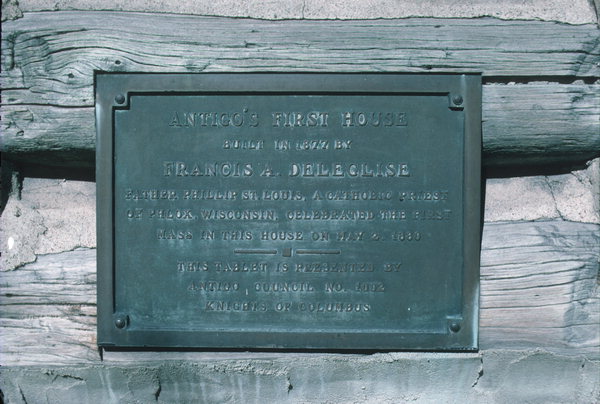 ANTIGO'S FIRST HOUSE
BUILT IN 1877 BY
FRANCIS A. DELEGLISE
FATHER PHILLIP ST. LOUIS, A CATHOLIC PRIEST
OF PHLOX, WISCONSIN, CELEBRATED THE FIRST
MASS IN THIS HOUSE ON MAY 2,
THIS TABLET IS PRESENTED BY
ANTIGO COUNCIL NO.
KNIGHTS OF COLUMBUS